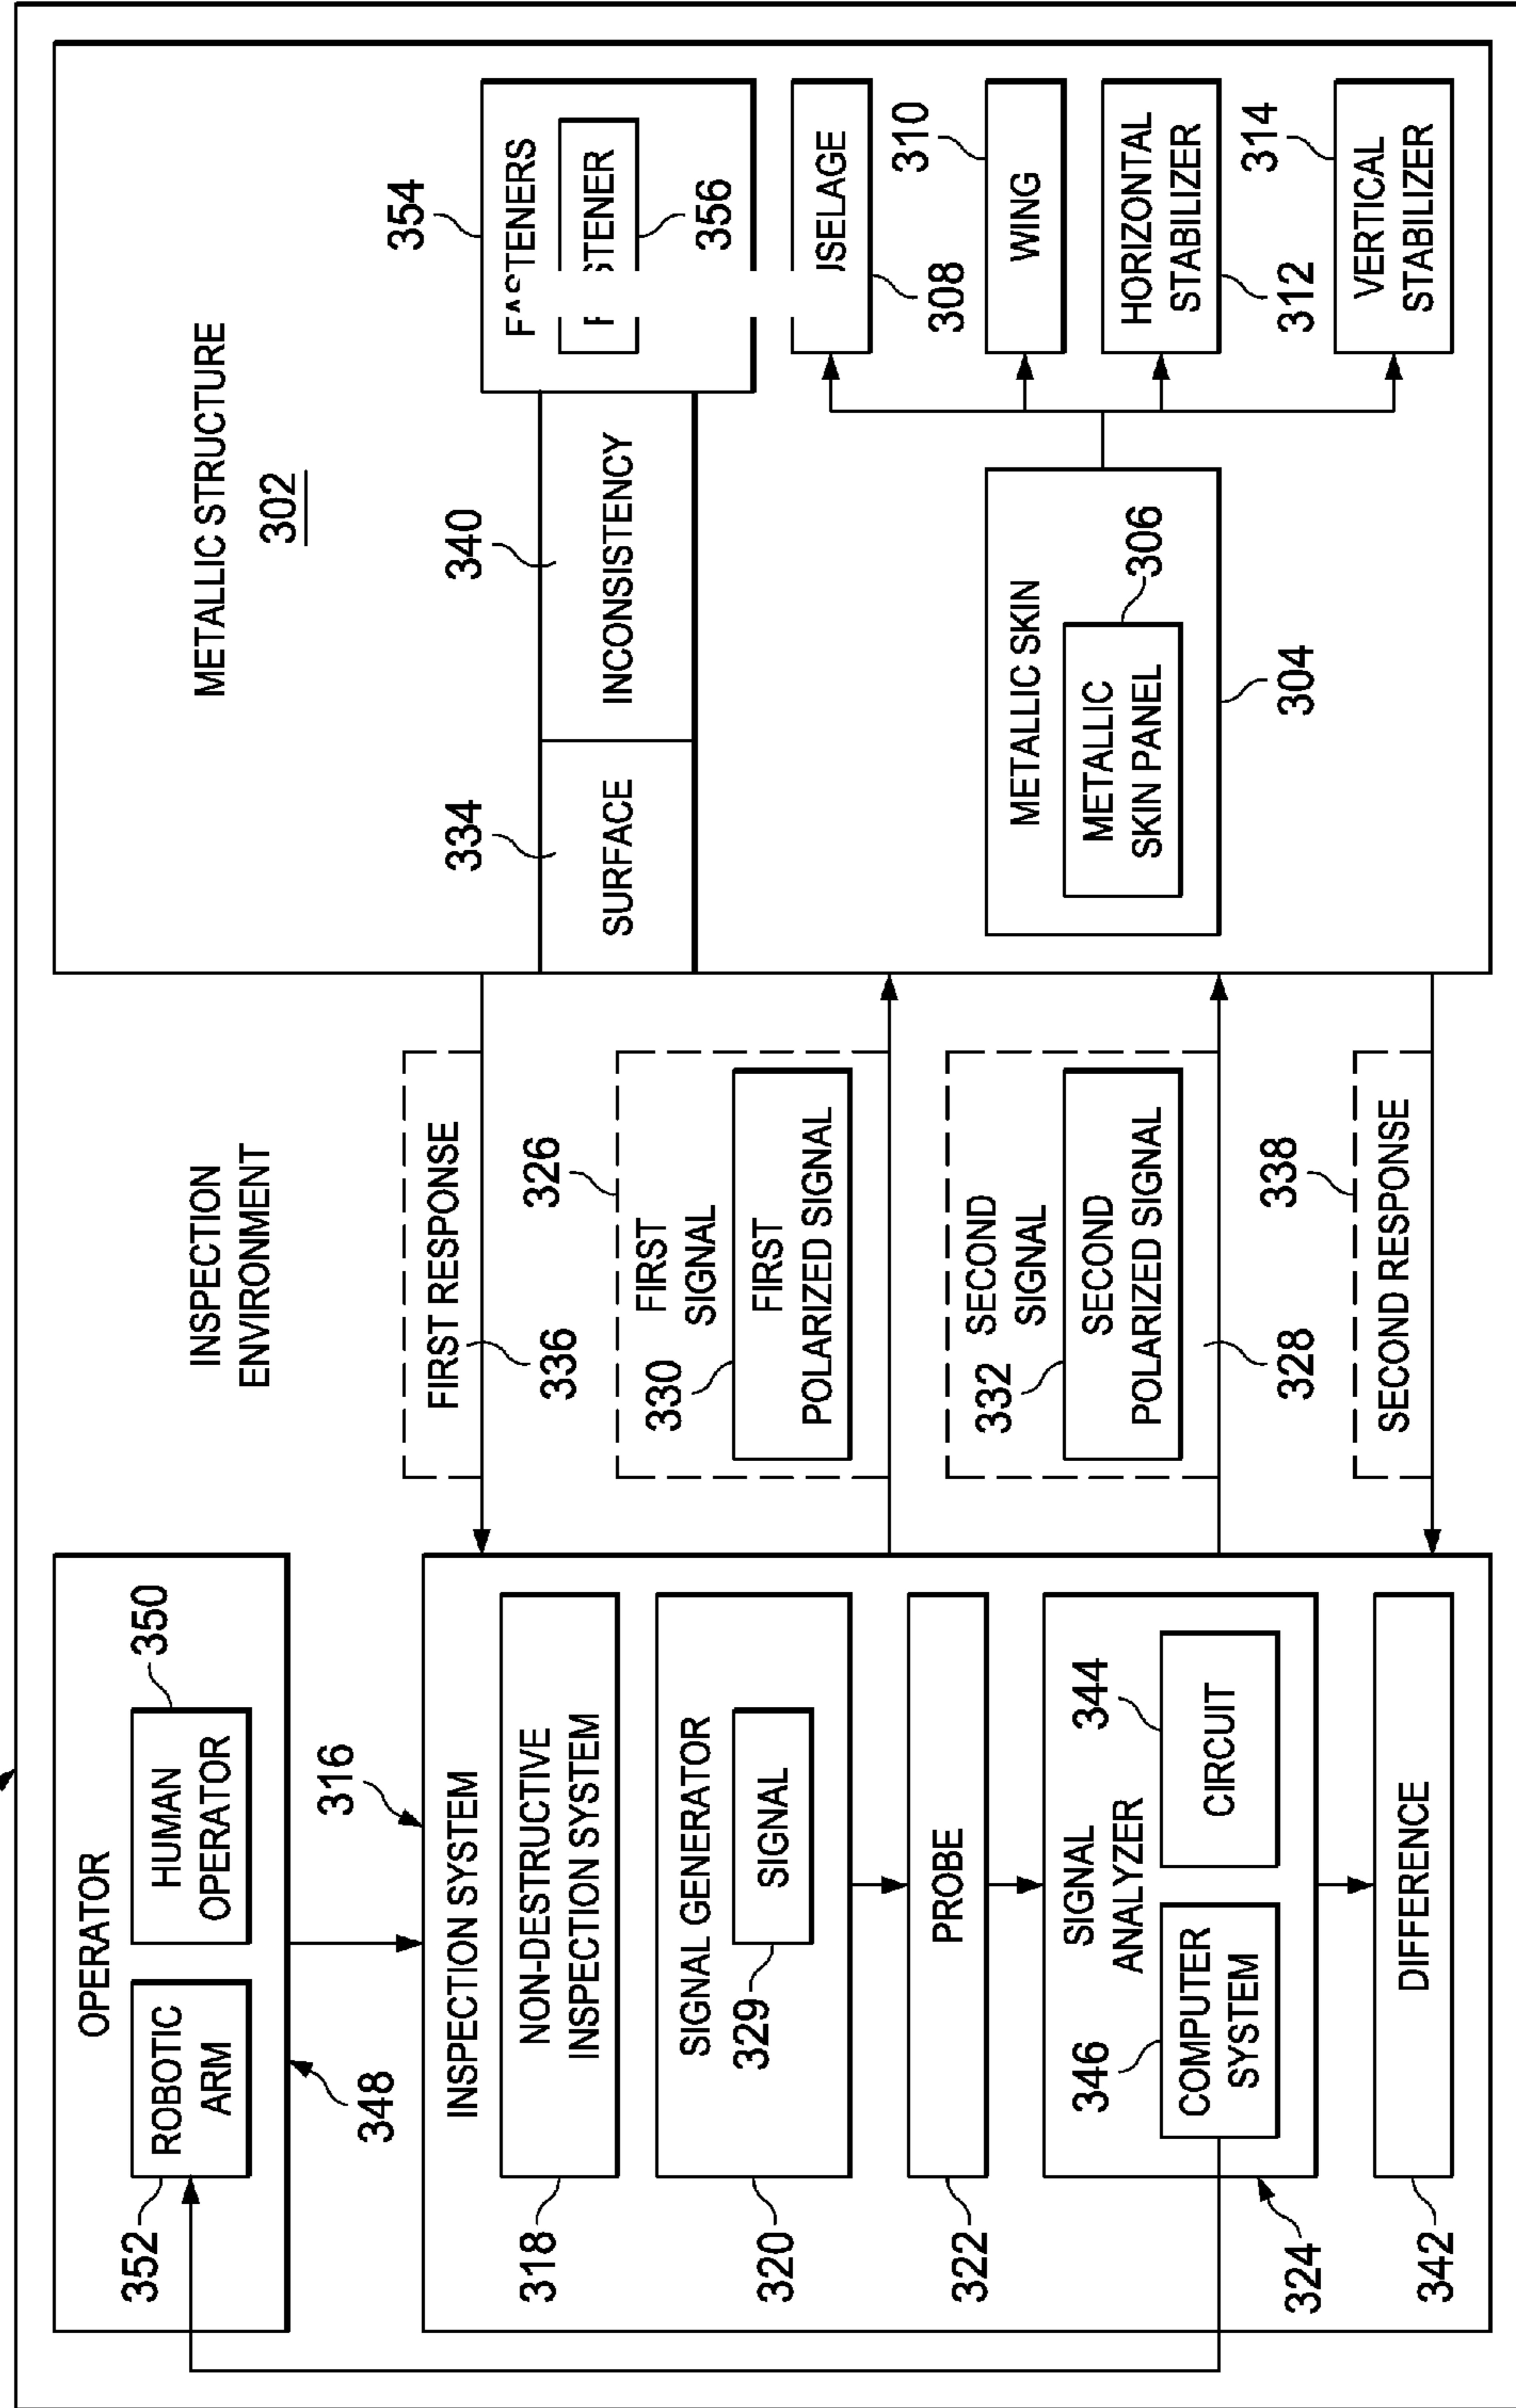 OPERATOR
ROBOTIC
ARM
352
HUMAN
OPERATOR
350
348
316
INSPECTION SYSTEM
NON-DESTRUCTIVE
INSPECTION SYSTEM
318
SIGNAL GENERATOR
SIGNAL
329
320
PROBE
322
SIGNAL
ANALYZER
346
COMPUTER
SYSTEM
344
CIRCUIT
324
DIFFERENCE
342
INSPECTION
ENVIRONMENT
FIRST RESPONSE
336
326
FIRST
SIGNAL
330
FIRST
POLARIZED SIGNAL
SECOND
SIGNAL
332
SECOND
POLARIZED SIGNAL
328
338
SECOND RESPONSE
METALLIC STRUCTURE
302
334
SURFACE
340
INCONSISTENCY
354
FASTENERS
356
METALLIC SKIN
METALLIC
SKIN PANEL
306
304
308
310
WING
HORIZONTAL
STABILIZER
312
314
VERTICAL
STABILIZER